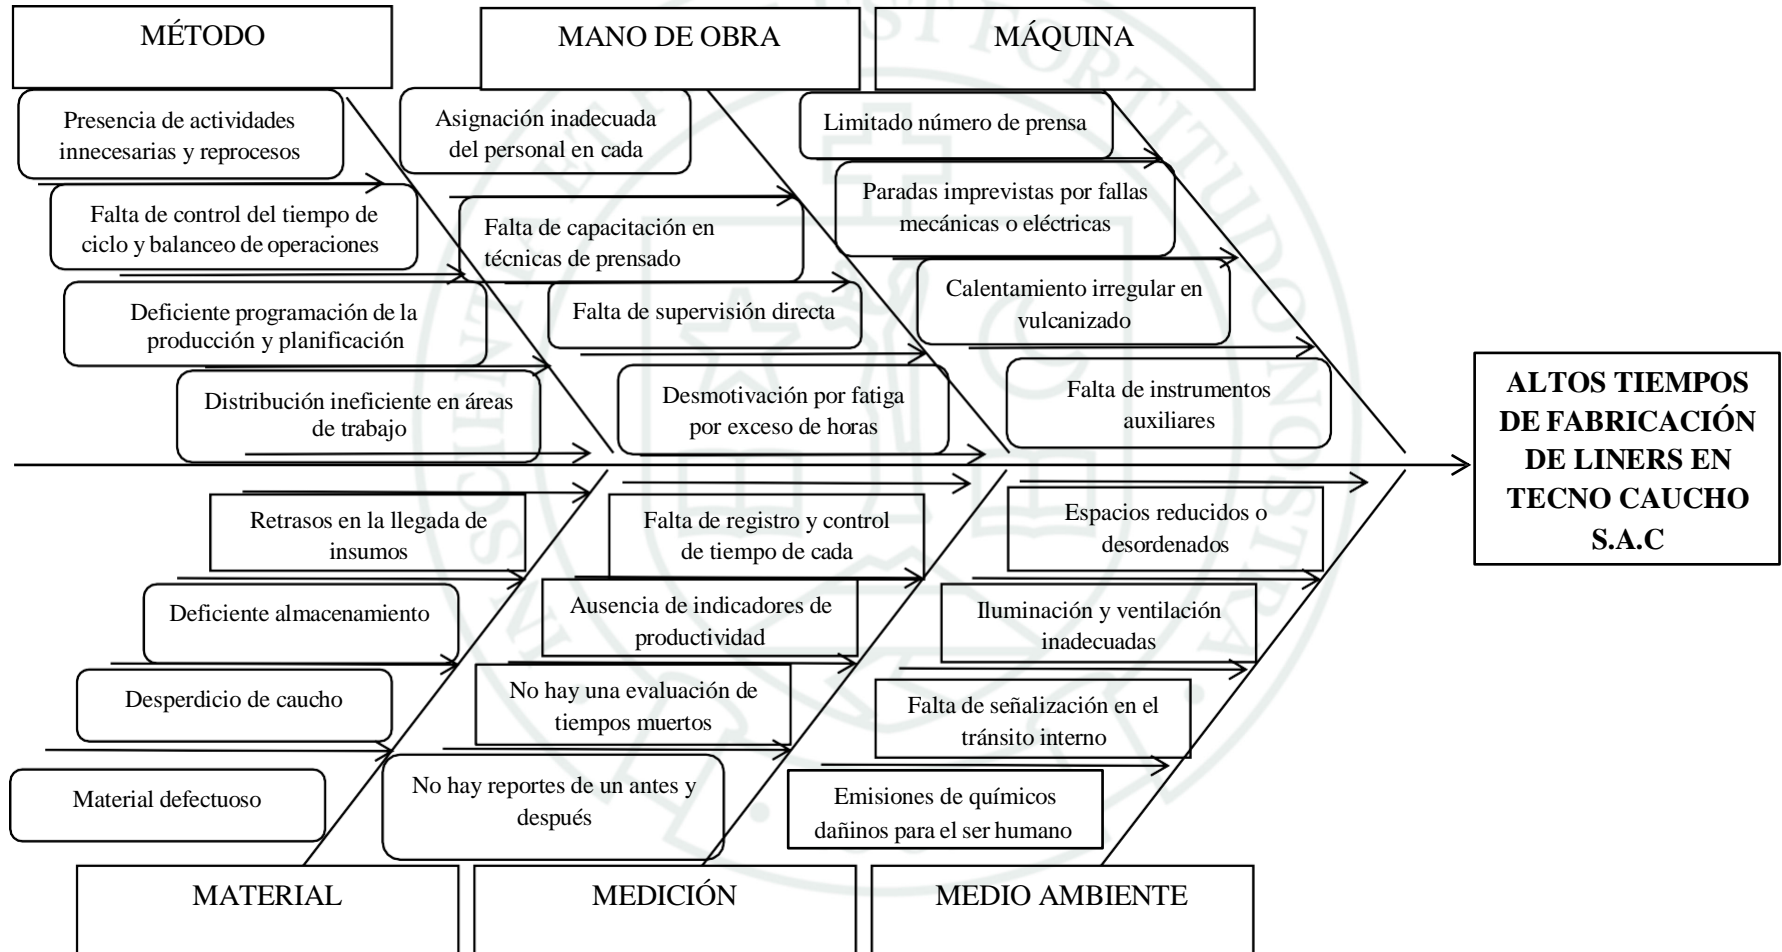 MÉTODO
MANO DE OBRA
MÁQUINA
Presencia de actividades
innecesarias y reprocesos
Falta de control del tiempo de
ciclo y balanceo de operaciones
Deficiente programación de la
producción y planificación
Distribución ineficiente en áreas
de trabajo
Asignación inadecuada
del personal en cada
Falta de capacitación en
técnicas de prensado
Falta de supervisión directa
Desmotivación por fatiga
por exceso de horas
Limitado número de prensa
Paradas imprevistas por fallas
mecánicas o eléctricas
Calentamiento irregular en
vulcanizado
Falta de instrumentos
auxiliares
ALTOS TIEMPOS
DE FABRICACIÓN
DE LINERS EN
TECNO CAUCHO
S.A.C
Retrasos en la llegada de
insumos
Deficiente almacenamiento
Desperdicio de caucho
Material defectuoso
Falta de registro y control
de tiempo de cada
Ausencia de indicadores de
productividad
No hay una evaluación de
tiempos muertos
No hay reportes de un antes y
después
Espacios reducidos o
desordenados
Iluminación y ventilación
inadecuadas
Falta de señalización en el
tránsito interno
Emisiones de químicos
dañinos para el ser humano
MATERIAL
MEDICIÓN
MEDIO AMBIENTE
EST FORTITUDO NOSTRA